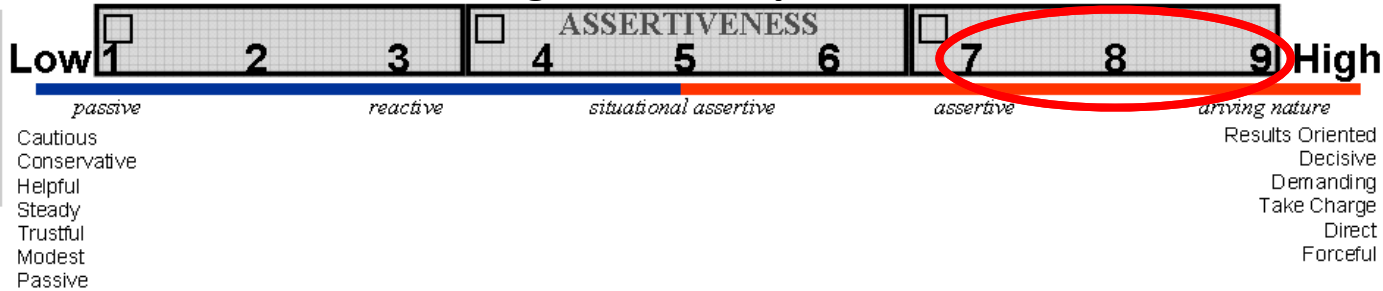 ASSERTIVENESS
Low 1 2 3 4 5 6 7 8 9 High
passive reactive situational assertive assertive driving nature
Cautious
Conservative
Helpful
Steady
Trustful
Modest
Passive
Results Oriented
Decisive
Demanding
Take Charge
Direct
Forceful